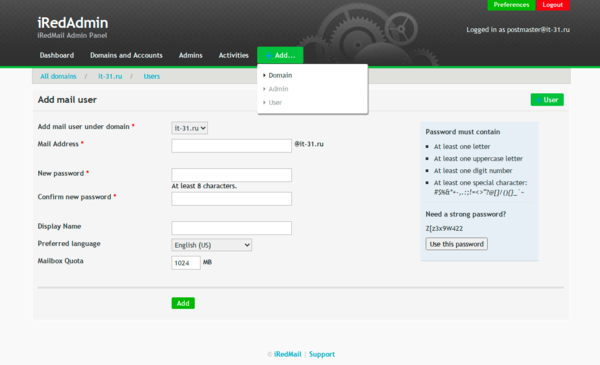 Preferences Logout
iRedAdmin
iRedMail Admin Panel
Logged in as postmaster@it-31.ru
Dashboard Domains and Accounts Admins Activities Add...
Domain
Admin
User
All domains / it-31.ru / Users
Add mail user
User
Add mail user under domain * it-31.ru
Mail Address * @it-31.ru
New password *
At least 8 characters.
Confirm new password *
Display Name
Preferred language English (US)
Mailbox Quota 1024 MB
Add
Password must contain
At least one letter
At least one uppercase letter
At least one digit number
At least one special character:
Need a strong password?
Z[z3x9W422
Use this password
© iRedMail | Support